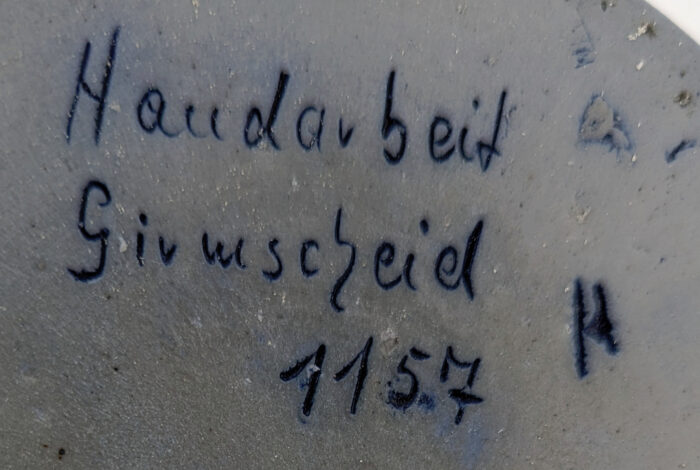 Handarbeit
Girmscheid
1157
H